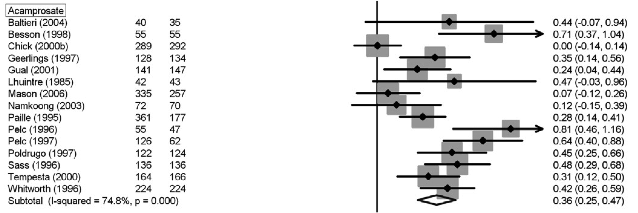 Acamprosate
Baltieri (2004) 40 35 0.44 (-0.07, 0.94)
Besson (1998) 55 55 0.71 (0.37, 1.04)
Chick (2000b) 289 292 0.00 (-0.14, 0.14)
Geerlings (1997) 128 134 0.35 (0.14, 0.56)
Gual (2001) 141 147 0.24 (0.04, 0.44)
Lhuintre (1985) 42 43 0.47 (-0.03, 0.96)
Mason (2006) 335 257 0.07 (-0.12, 0.26)
Namkoong (2003) 72 70 0.12 (-0.15, 0.39)
Paille (1995) 361 177 0.28 (0.14, 0.41)
Pelc (1996) 55 47 0.81 (0.46, 1.16)
Pelc (1997) 126 62 0.64 (0.40, 0.88)
Poldrugo (1997) 122 124 0.45 (0.25, 0.66)
Sass (1996) 136 136 0.48 (0.29, 0.68)
Tempesta (2000) 164 166 0.31 (0.12, 0.50)
Whitworth (1996) 224 224 0.42 (0.26, 0.59)
Subtotal (I-squared = 74.8%, p = 0.000) 0.36 (0.25, 0.47)